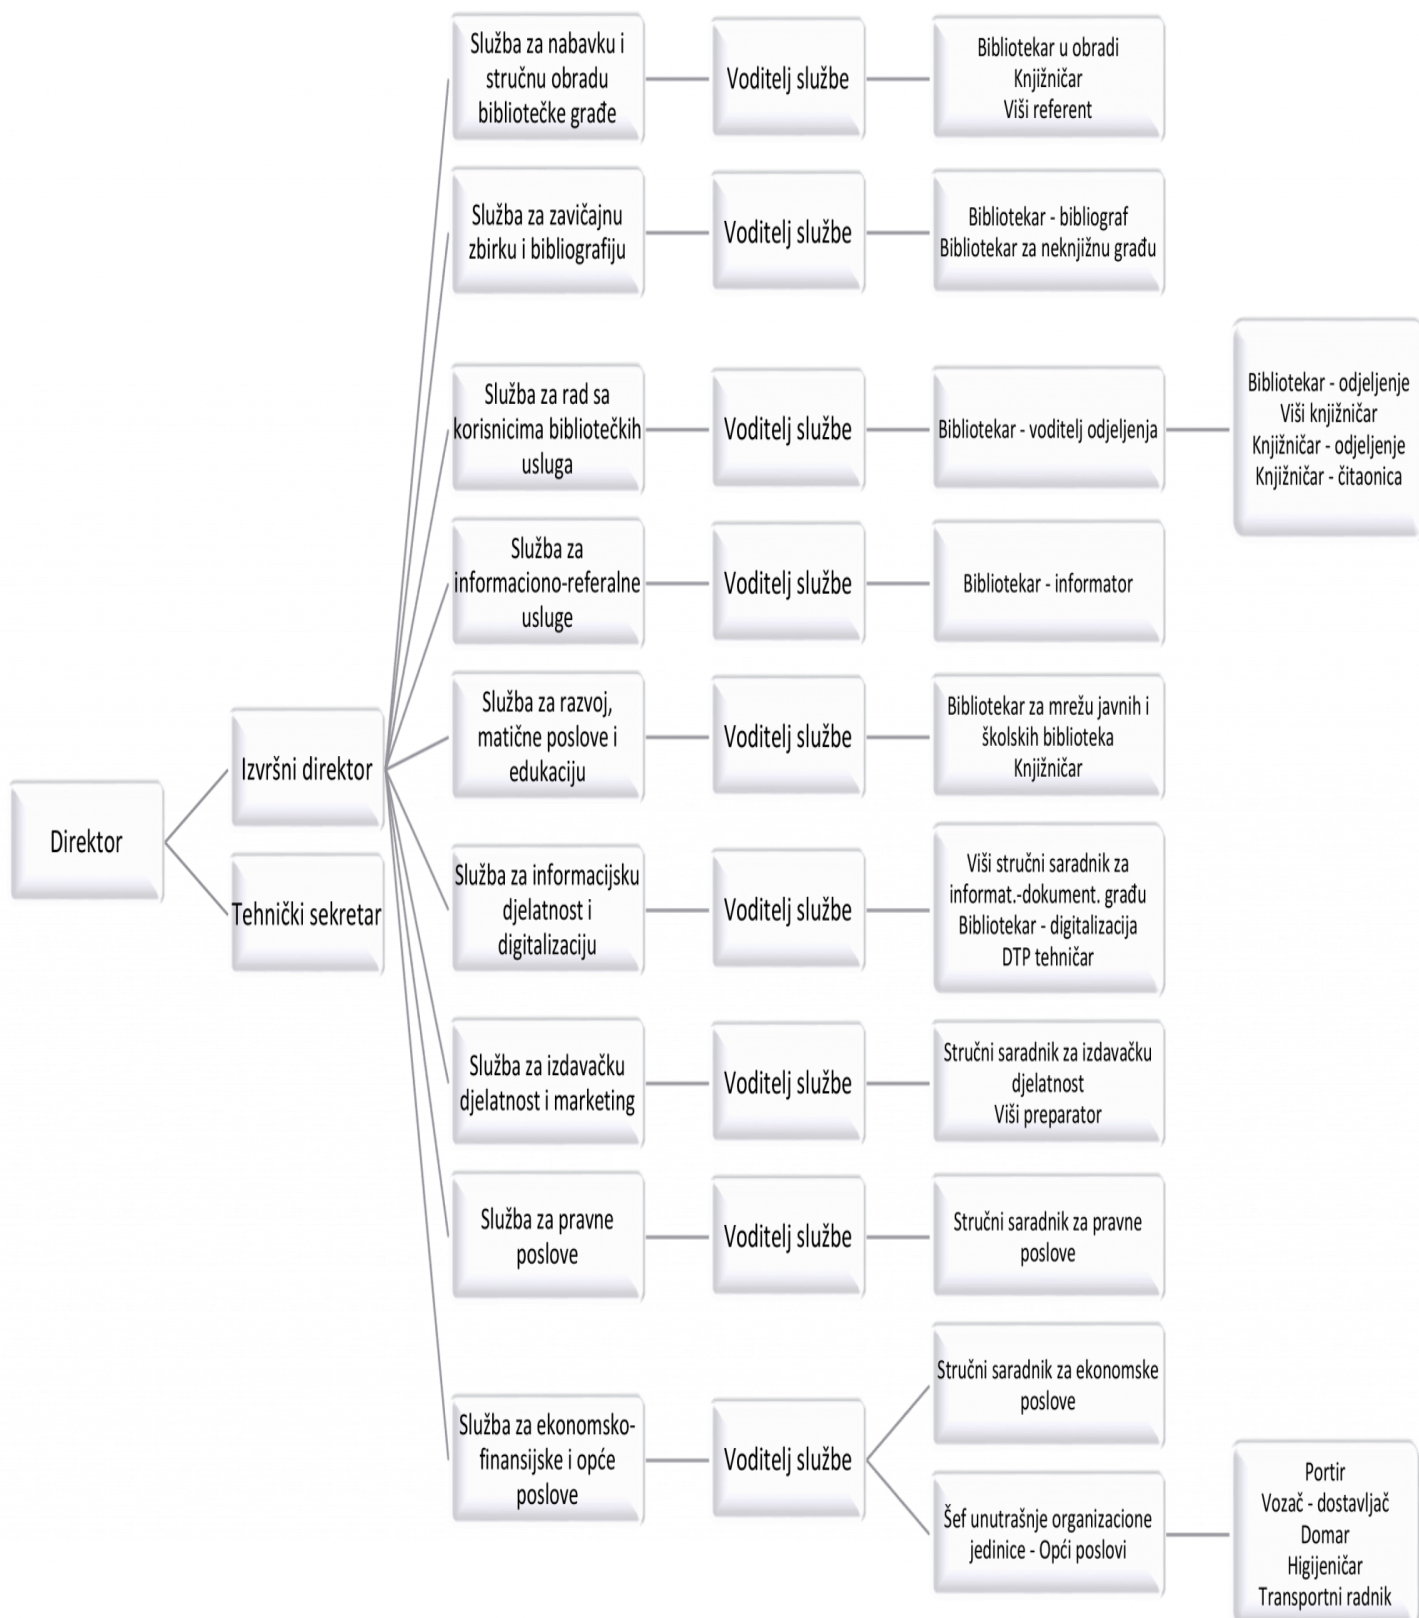 Direktor
Izvršni direktor
Tehnički sekretar
Služba za nabavku i
stručnu obradu
bibliotečke građe
Voditelj službe
Bibliotekar u obradi
Knjižničar
Viši referent
Služba za zavičajnu
zbirku i bibliografiju
Voditelj službe
Bibliotekar - bibliograf
Bibliotekar za neknjižnu građu
Služba za rad sa
korisnicima bibliotečkih
usluga
Voditelj službe
Bibliotekar - voditelj odjeljenja
Bibliotekar - odjeljenje
Viši knjižničar
Knjižničar - odjeljenje
Knjižničar - čitaonica
Služba za
informaciono-referalne
usluge
Voditelj službe
Bibliotekar - informator
Služba za razvoj,
matične poslove i
edukaciju
Voditelj službe
Bibliotekar za mrežu javnih i
školskih biblioteka
Knjižničar
Služba za informacijsku
djelatnost i
digitalizaciju
Voditelj službe
Viši stručni saradnik za
informat.-dokument. građu
Bibliotekar - digitalizacija
DTP tehničar
Služba za izdavačku
djelatnost i marketing
Voditelj službe
Stručni saradnik za izdavačku
djelatnost
Viši preparator
Služba za pravne
poslove
Voditelj službe
Stručni saradnik za pravne
poslove
Služba za ekonomsko-
finansijske i opće
poslove
Voditelj službe
Stručni saradnik za ekonomske
poslove
Šef unutrašnje organizacione
jedinice - Opći poslovi
Portir
Vozač - dostavljač
Domar
Higijeničar
Transportni radnik